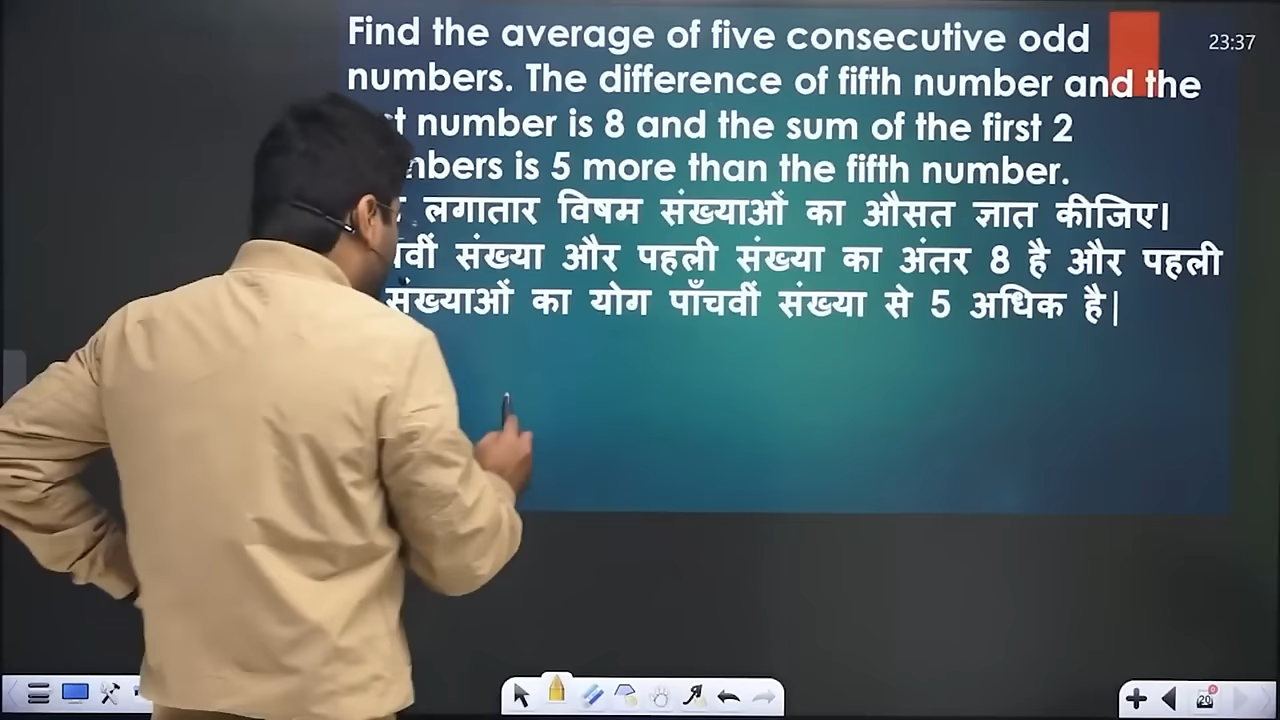 Find the average of five consecutive odd
numbers. The difference of fifth number and the
number is 8 and the sum of the first 2
is 5 more than the fifth number.
लगातार विषम संख्याओं का औसत ज्ञात कीजिए।
संख्या और पहली संख्या का अंतर 8 है और पहली
संख्याओं का योग पाँचवीं संख्या से 5 अधिक है|
23:37
20